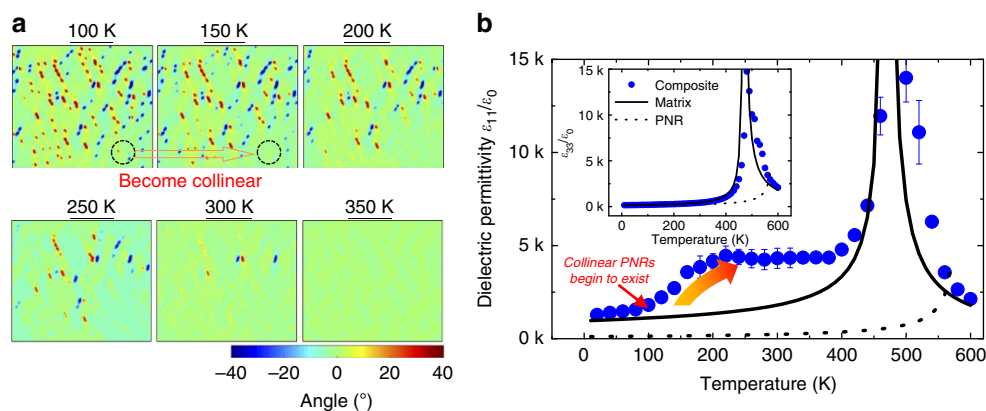 a
100 K 150 K 200 K
Become collinear
250 K 300 K 350 K
−40 −20 0 20 40
Angle (°)
b
Dielectric permittivity ε11/ε0
15 k
10 k
5 k
0 k
0 100 200 300 400 500 600
Temperature (K)
Collinear PNRs
begin to exist
ε33/ε0
15 k
10 k
5 k
0 k
0 200 400 600
Temperature (K)
Composite
Matrix
PNR